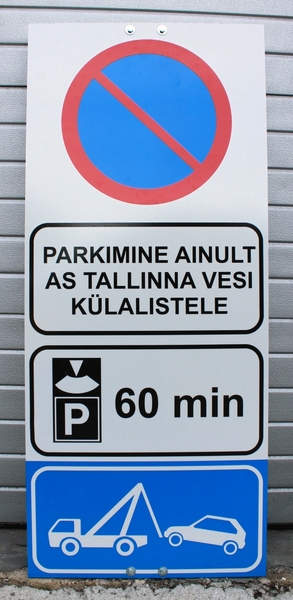 PARKIMINE AINULT
AS TALLINNA VESI
KÜLALISTELE
P 60 min